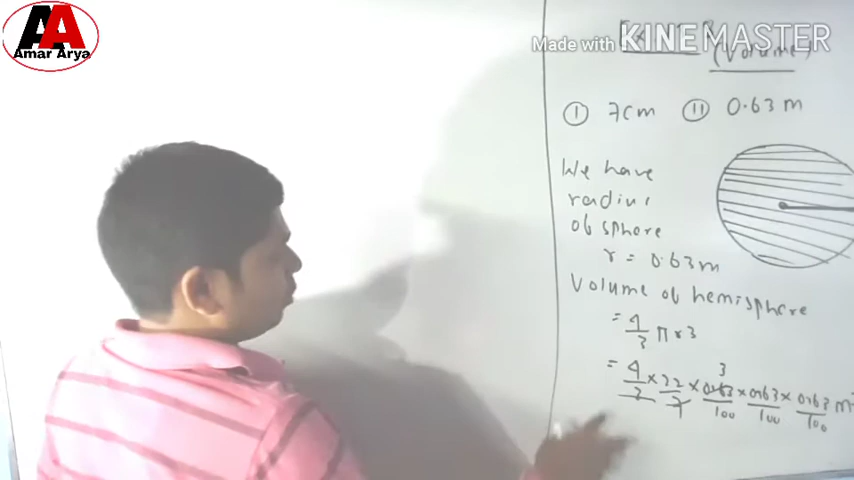 AA
Amar Arya
Made with KINEMASTER
(Volume)
I 7cm II 0.63 m
We have
radius
of sphere
r = 0.63m
Volume of hemisphere
= 4/3 π r3
= 4/3 × 22/7 × 0.63/100 × 0.63/100 × 0.63/100 m
3